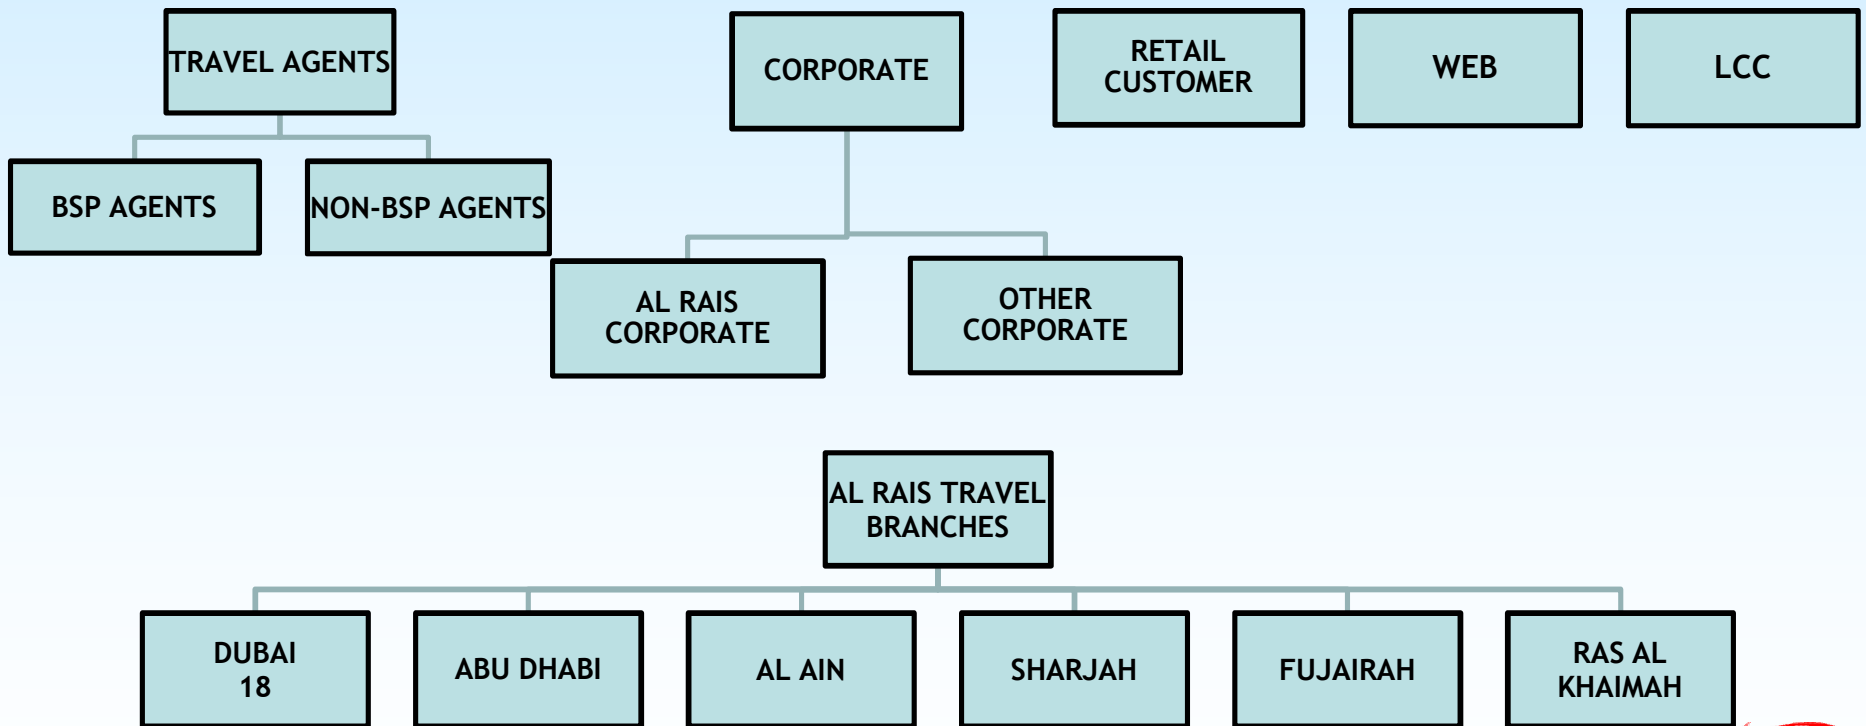 TRAVEL AGENTS
CORPORATE
RETAIL
CUSTOMER
WEB
LCC
BSP AGENTS
NON-BSP AGENTS
AL RAIS
CORPORATE
OTHER
CORPORATE
AL RAIS TRAVEL
BRANCHES
DUBAI
18
ABU DHABI
AL AIN
SHARJAH
FUJAIRAH
RAS AL
KHAIMAH